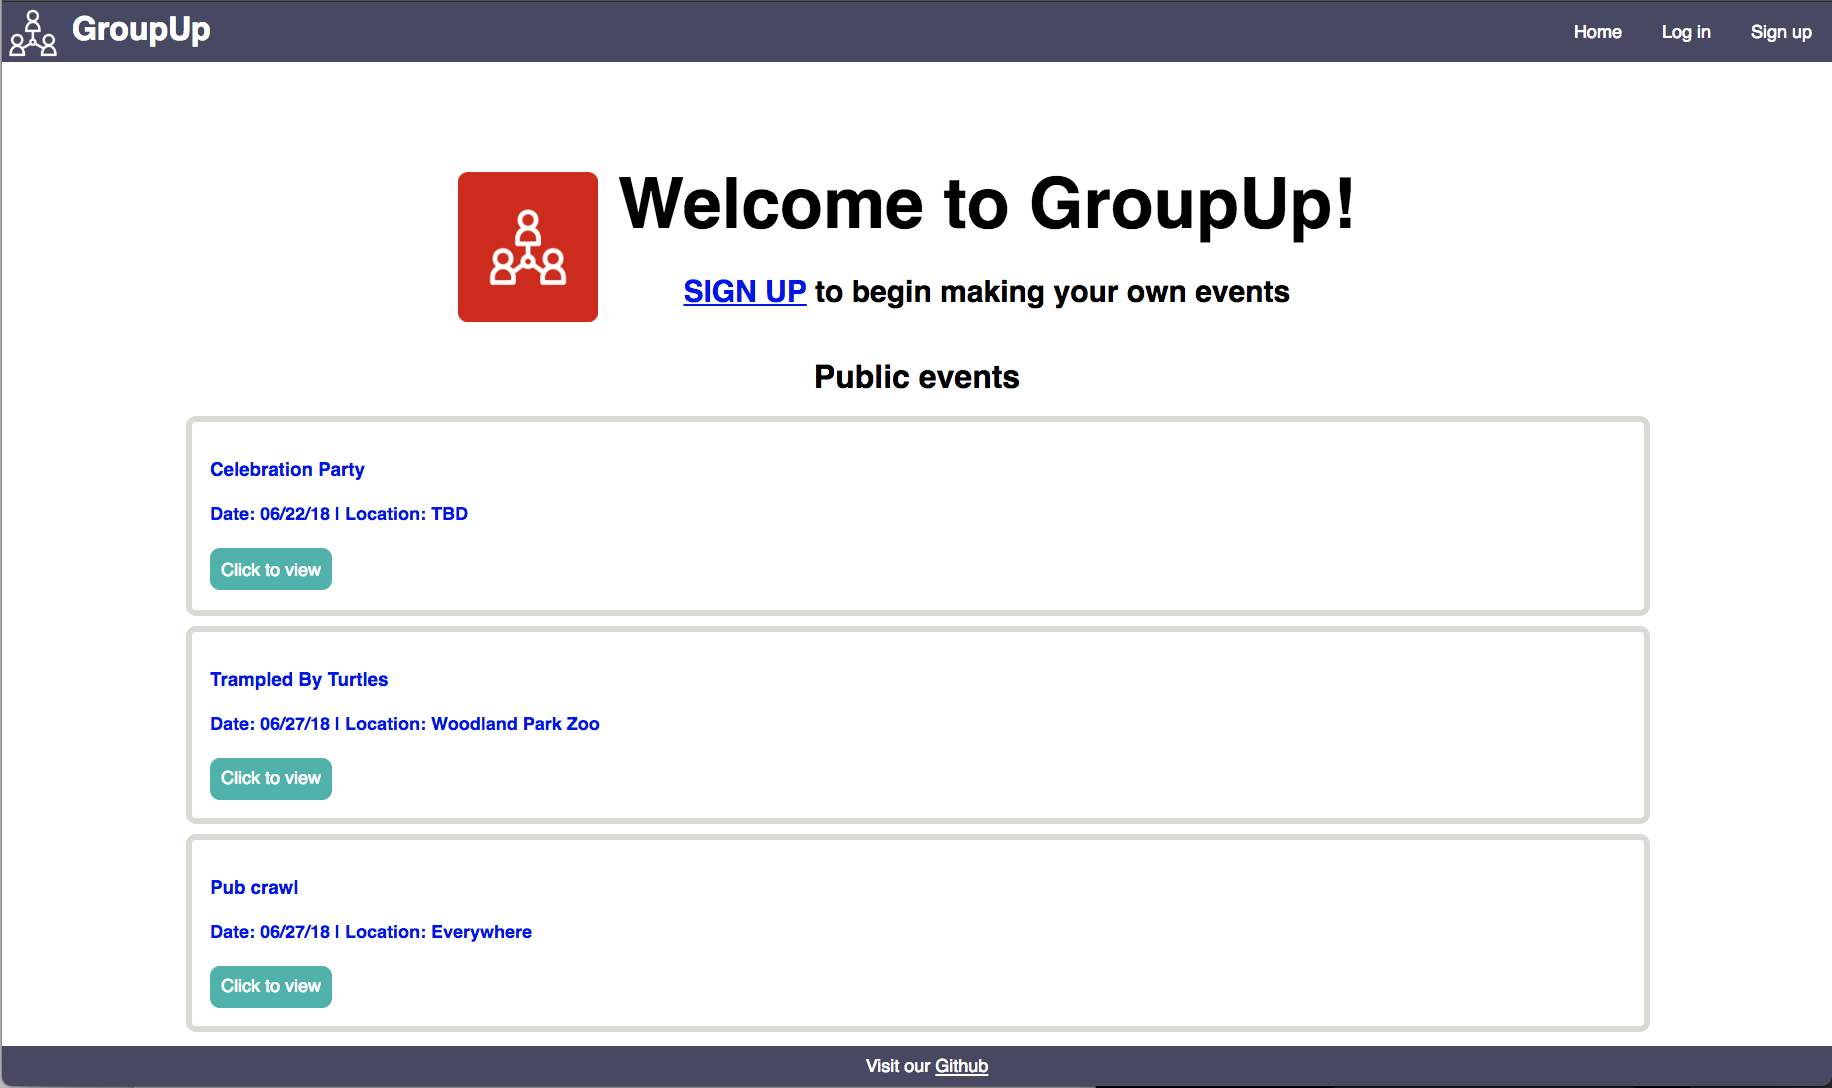 GroupUp
Home Log in Sign up
Welcome to GroupUp!
SIGN UP to begin making your own events
Public events
Celebration Party
Date: 06/22/18 | Location: TBD
Click to view
Trampled By Turtles
Date: 06/27/18 | Location: Woodland Park Zoo
Click to view
Pub crawl
Date: 06/27/18 | Location: Everywhere
Click to view
Visit our Github